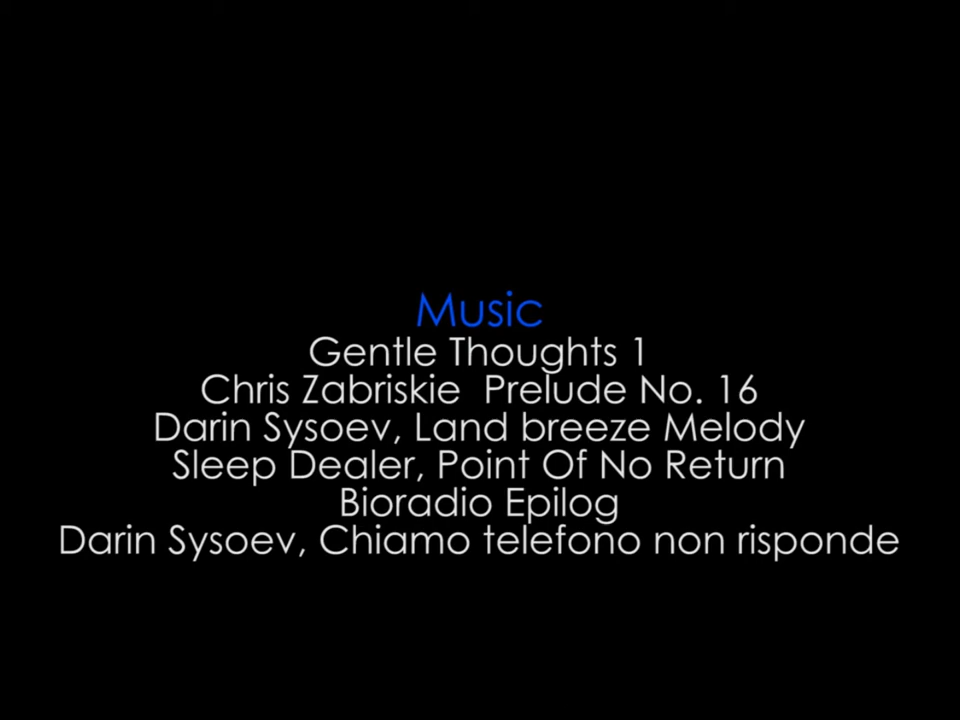 Music
Gentle Thoughts 1
Chris Zabriskie  Prelude No. 16
Darin Sysoev, Land breeze Melody
Sleep Dealer, Point Of No Return
Bioradio Epilog
Darin Sysoev, Chiamo telefono non risponde